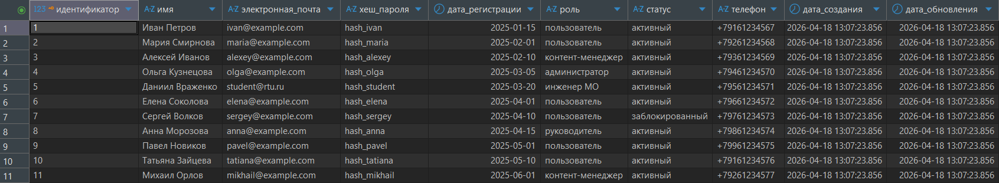 123 идентификатор A-Z имя A-Z электронная_почта A-Z хеш_пароля дата_регистрации A-Z роль A-Z статус A-Z телефон дата_создания дата_обновления
1 1 Иван Петров ivan@example.com hash_ivan 2025-01-15 пользователь активный +79161234567 2026-04-18 13:07:23.856 2026-04-18 13:07:23.856
2 2 Мария Смирнова maria@example.com hash_maria 2025-02-01 пользователь активный +79261234568 2026-04-18 13:07:23.856 2026-04-18 13:07:23.856
3 3 Алексей Иванов alexey@example.com hash_alexey 2025-02-10 контент-менеджер активный +79361234569 2026-04-18 13:07:23.856 2026-04-18 13:07:23.856
4 4 Ольга Кузнецова olga@example.com hash_olga 2025-03-05 администратор активный +79461234570 2026-04-18 13:07:23.856 2026-04-18 13:07:23.856
5 5 Даниил Враженко student@rtu.ru hash_student 2025-03-20 инженер МО активный +79561234571 2026-04-18 13:07:23.856 2026-04-18 13:07:23.856
6 6 Елена Соколова elena@example.com hash_elena 2025-04-01 пользователь активный +79661234572 2026-04-18 13:07:23.856 2026-04-18 13:07:23.856
7 7 Сергей Волков sergey@example.com hash_sergey 2025-04-10 пользователь заблокированный +79761234573 2026-04-18 13:07:23.856 2026-04-18 13:07:23.856
8 8 Анна Морозова anna@example.com hash_anna 2025-04-15 руководитель активный +79861234574 2026-04-18 13:07:23.856 2026-04-18 13:07:23.856
9 9 Павел Новиков pavel@example.com hash_pavel 2025-05-01 пользователь активный +79961234575 2026-04-18 13:07:23.856 2026-04-18 13:07:23.856
10 10 Татьяна Зайцева tatiana@example.com hash_tatiana 2025-05-10 пользователь активный +79161234576 2026-04-18 13:07:23.856 2026-04-18 13:07:23.856
11 11 Михаил Орлов mikhail@example.com hash_mikhail 2025-06-01 контент-менеджер активный +79261234577 2026-04-18 13:07:23.856 2026-04-18 13:07:23.856